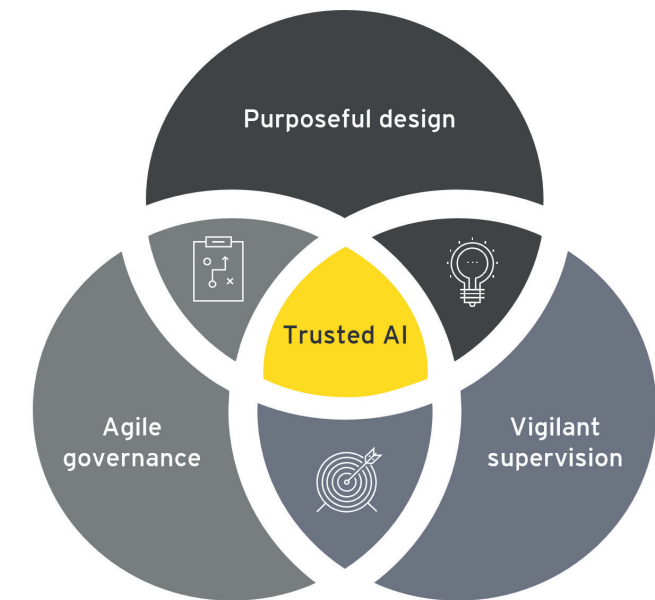 Purposeful design
Trusted AI
Agile
governance
Vigilant
supervision